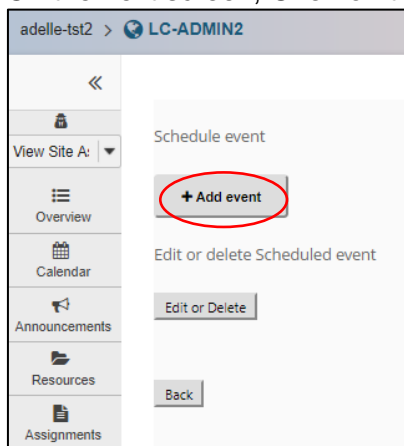 adelle-tst2 > LC-ADMIN2
View Site A:
Overview
Calendar
Announcements
Resources
Assignments
Schedule event
+ Add event
Edit or delete Scheduled event
Edit or Delete
Back